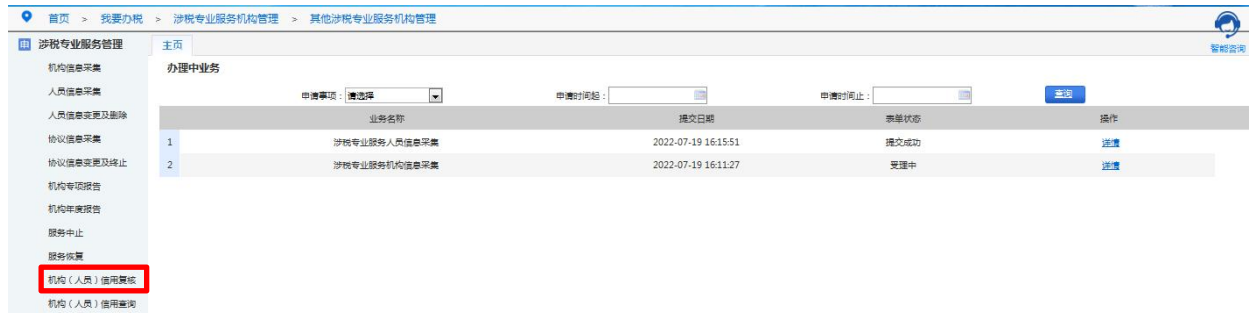 首页 > 我要办税 > 涉税专业服务机构管理 > 其他涉税专业服务机构管理
智能咨询
涉税专业服务管理
主页
机构信息采集
人员信息采集
人员信息变更及删除
协议信息采集
协议信息变更及终止
机构专项报告
机构年度报告
服务中止
服务恢复
机构（人员）信用复核
机构（人员）信用查询
办理中业务
申请事项：请选择 申请时间起： 申请时间止： 查询
业务名称 提交日期 表单状态 操作
1 涉税专业服务人员信息采集 2022-07-19 16:15:51 提交成功 详情
2 涉税专业服务机构信息采集 2022-07-19 16:11:27 受理中 详情